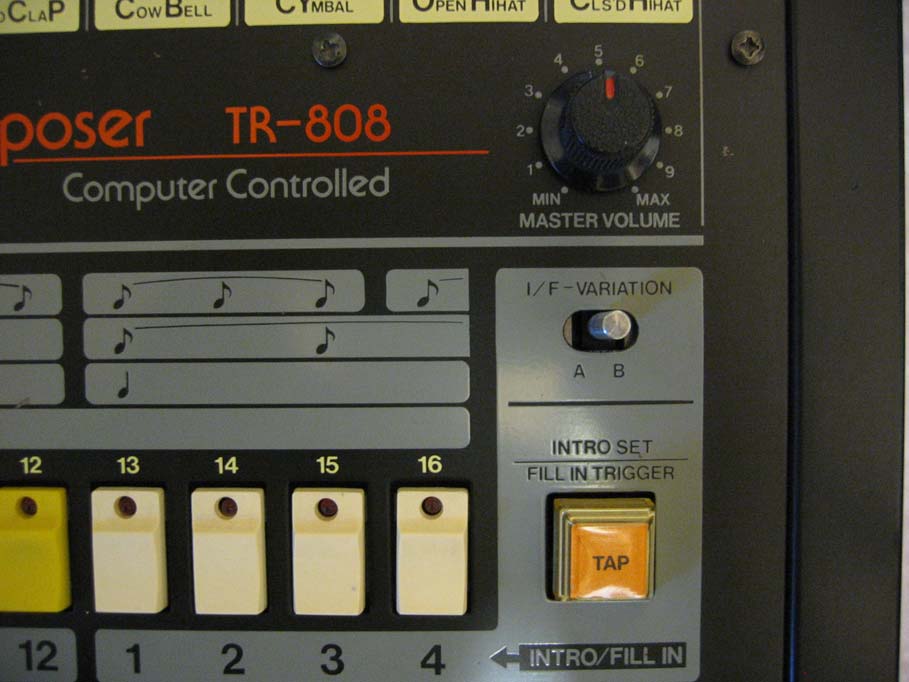 CLAP COWBELL CYMBAL OPENHIHAT CLS'DHIHAT
poser TR-808
Computer Controlled
1 2 3 4 5 6 7 8 9
MIN MAX
MASTER VOLUME
I/F-VARIATION
A B
INTRO SET
FILL IN TRIGGER
12 13 14 15 16
TAP
12 1 2 3 4 INTRO/FILL IN